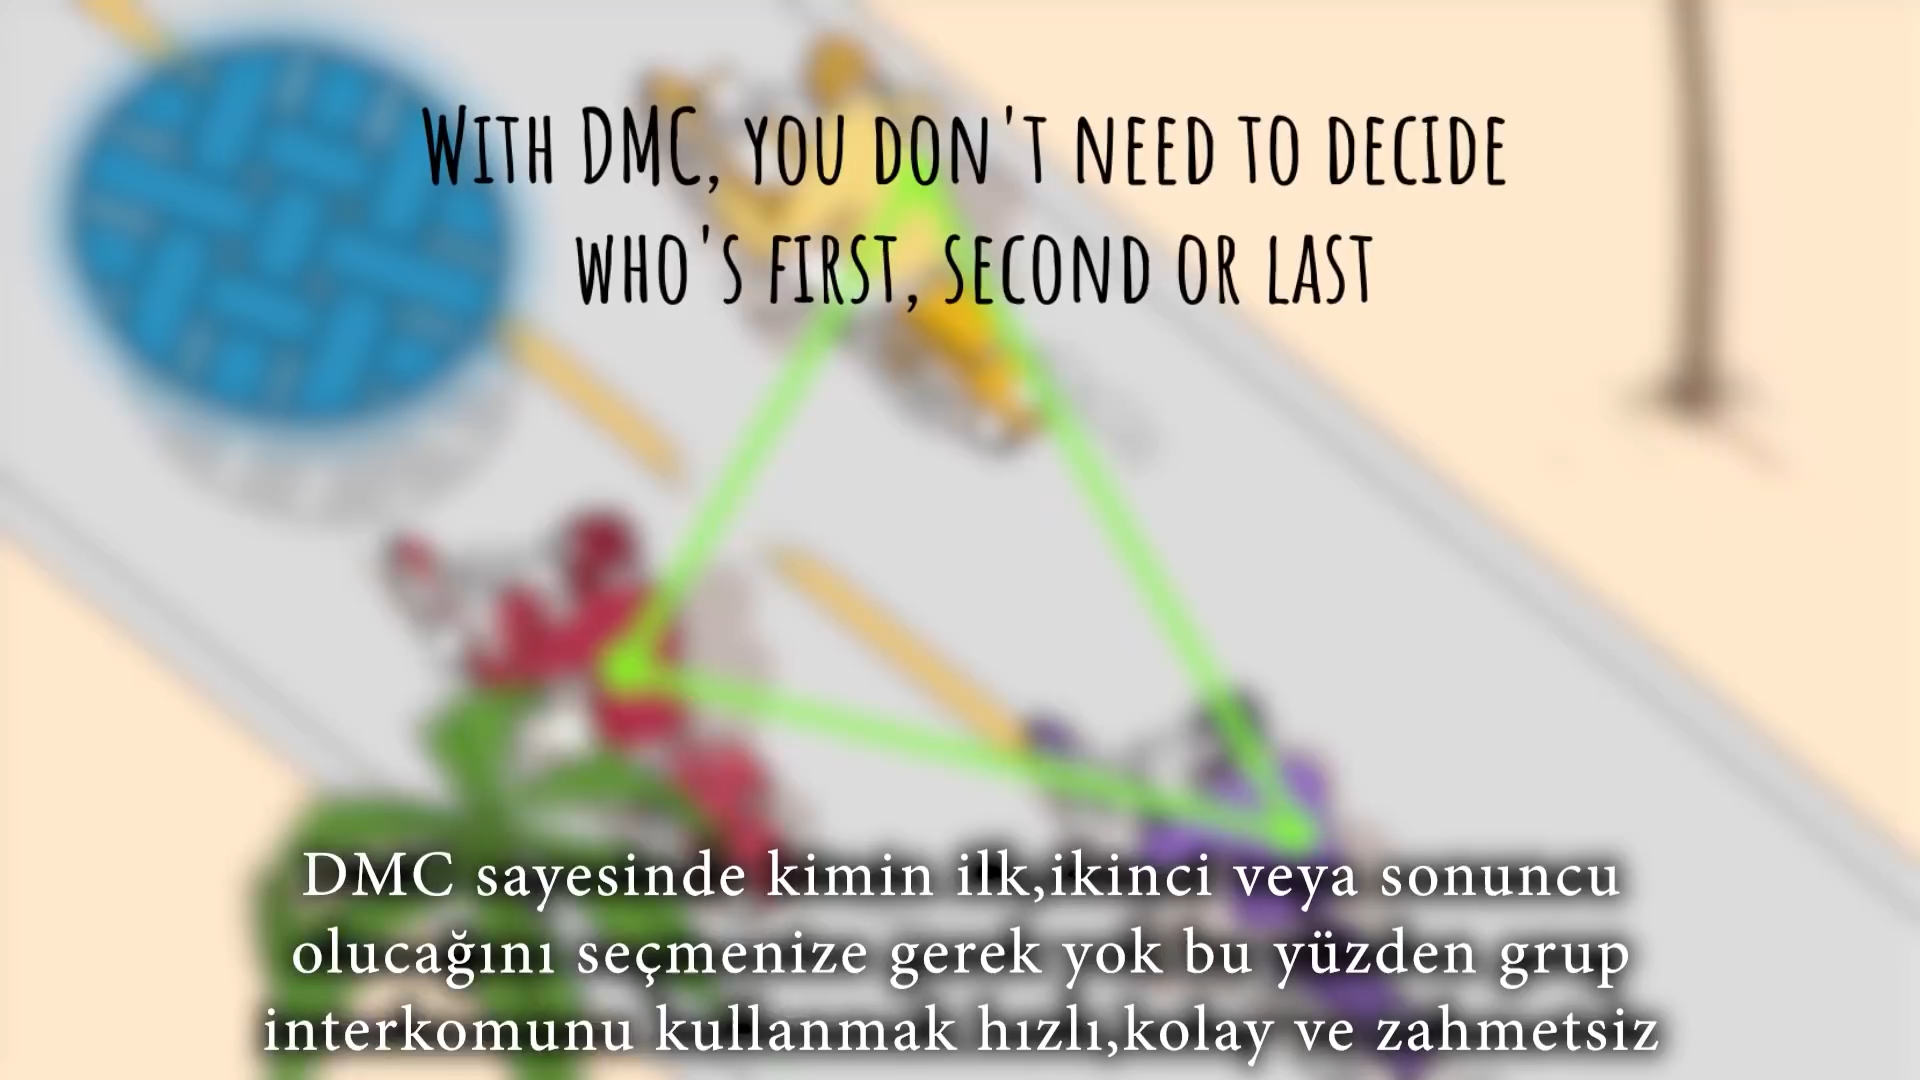 WITH DMC, YOU DON'T NEED TO DECIDE
WHO'S FIRST, SECOND OR LAST
DMC sayesinde kimin ilk,ikinci veya sonuncu
olucağını seçmenize gerek yok bu yüzden grup
interkomunu kullanmak hızlı,kolay ve zahmetsiz